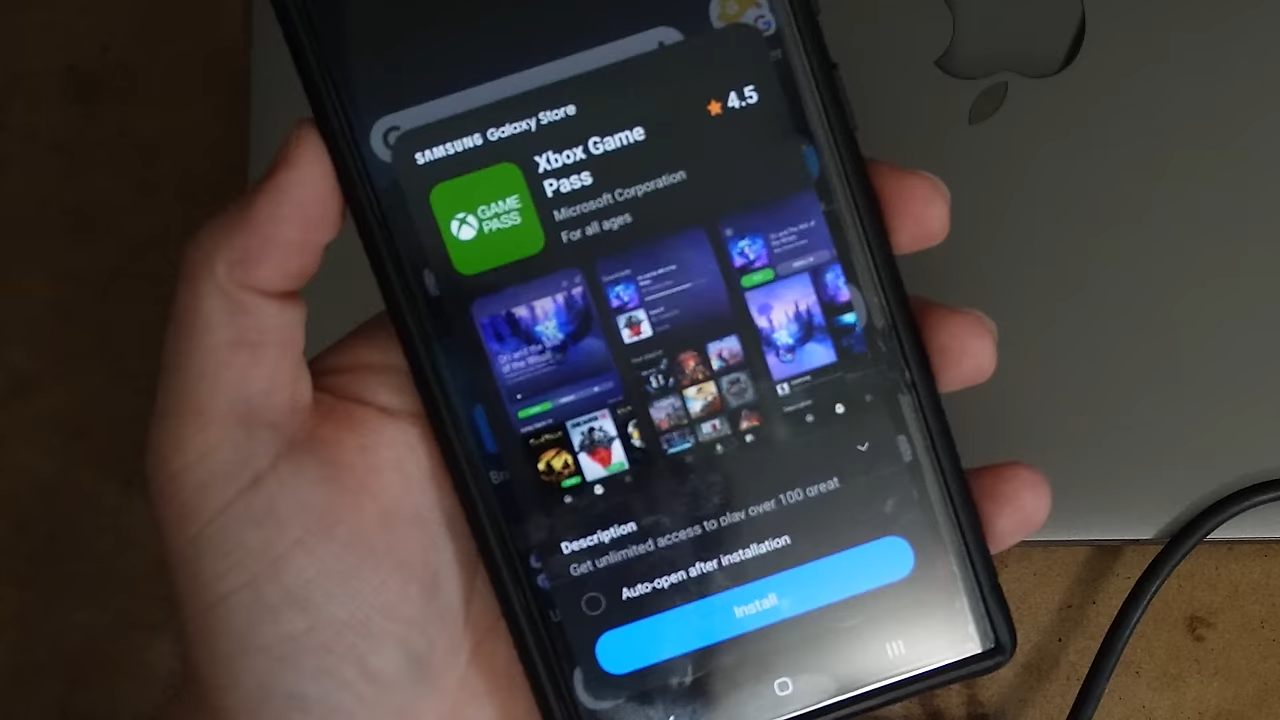 SAMSUNG Galaxy Store
4.5
Xbox Game
Pass
Microsoft Corporation
For all ages
GAME
PASS
Description
Get unlimited access to play over 100 great
Auto-open after installation
Install